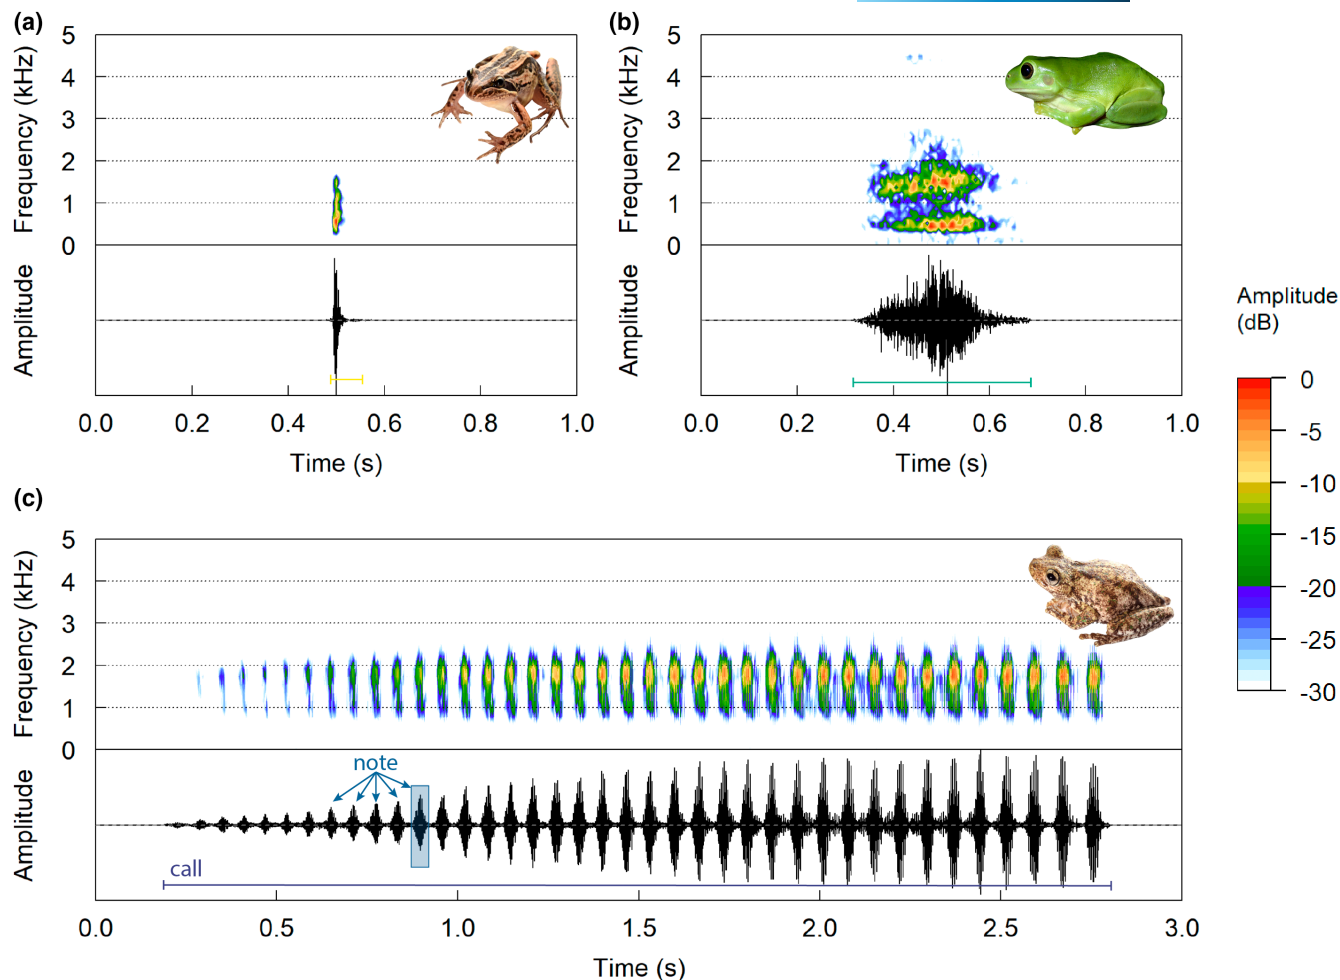 (a)
(b)
5
4
3
2
1
0
Frequency (kHz)
Amplitude
0.0
0.2
0.4
0.6
0.8
1.0
Time (s)
5
4
3
2
1
0
Frequency (kHz)
Amplitude
0.0
0.2
0.4
0.6
0.8
1.0
Time (s)
Amplitude
(dB)
0
-5
-10
-15
-20
-25
-30
(c)
5
4
3
2
1
0
Frequency (kHz)
Amplitude
note
call
0.0
0.5
1.0
1.5
2.0
2.5
3.0
Time (s)